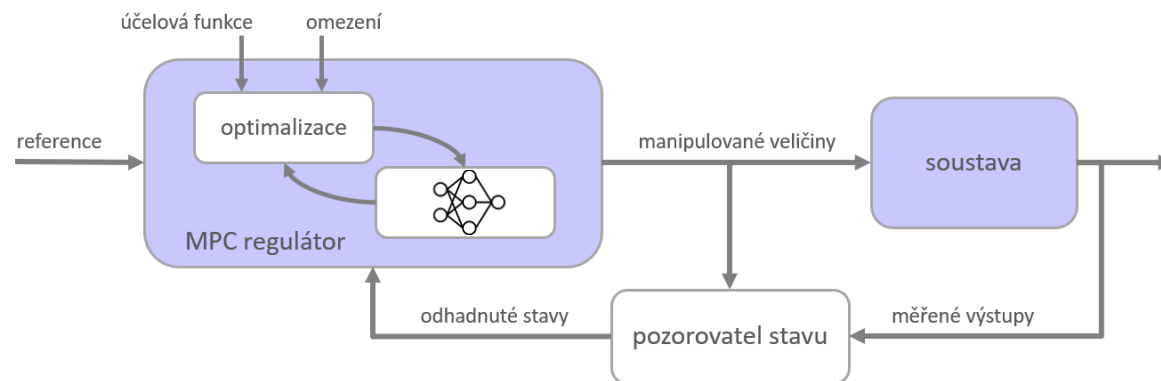 účelová funkce
omezení
optimalizace
reference
manipulované veličiny
soustava
MPC regulátor
odhadnuté stavy
pozorovatel stavu
měřené výstupy